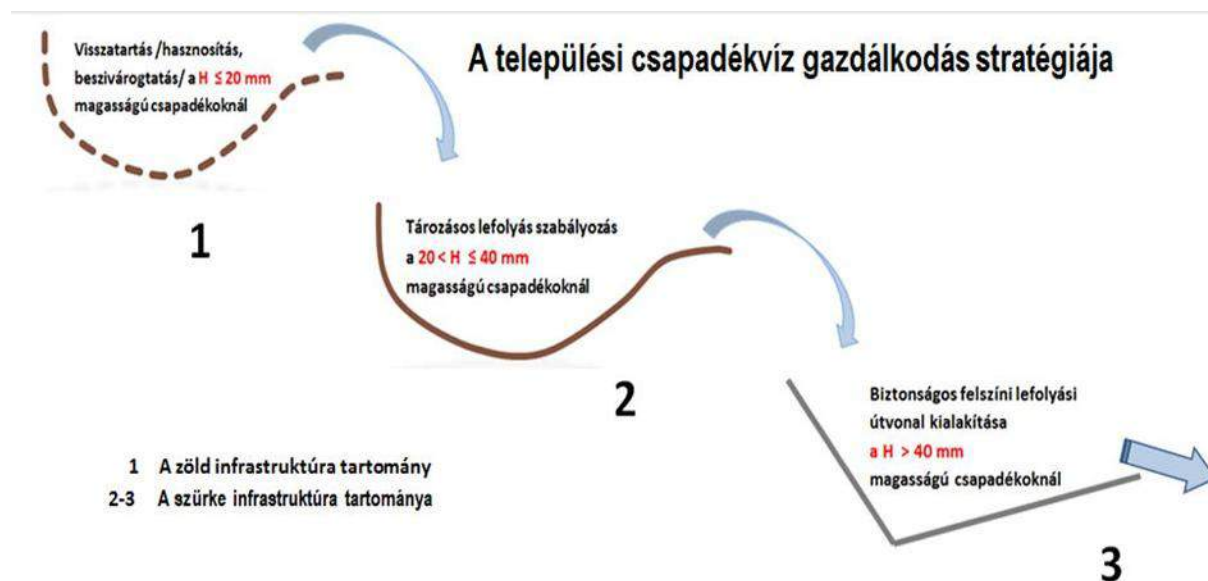 A települési csapadékvíz gazdálkodás stratégiája
Visszatartás /hasznosítás,
beszivárogtatás/ a H ≤ 20 mm
magasságú csapadékoknál
1
Tározásos lefolyás szabályozás
a 20 < H ≤ 40 mm
magasságú csapadékoknál
2
Biztonságos felszíni lefolyási
útvonal kialakítása
a H > 40 mm
magasságú csapadékoknál
3
1 A zöld infrastruktúra tartomány
2-3 A szürke infrastruktúra tartománya